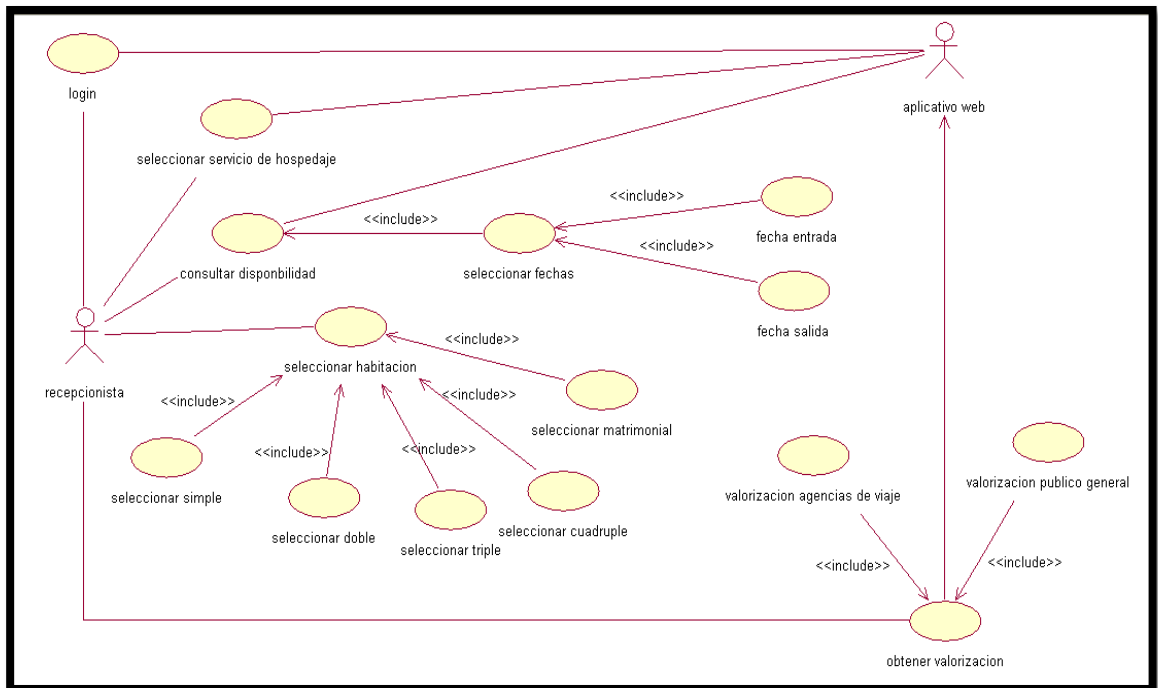 login
aplicativo web
seleccionar servicio de hospedaje
<<include>>
fecha entrada
<<include>>
consultar disponbilidad
<<include>>
seleccionar fechas
fecha salida
recepcionista
seleccionar habitacion
<<include>>
seleccionar matrimonial
<<include>>
seleccionar simple
<<include>>
seleccionar doble
<<include>>
seleccionar triple
<<include>>
seleccionar cuadruple
valorizacion agencias de viaje
valorizacion publico general
<<include>>
<<include>>
obtener valorizacion